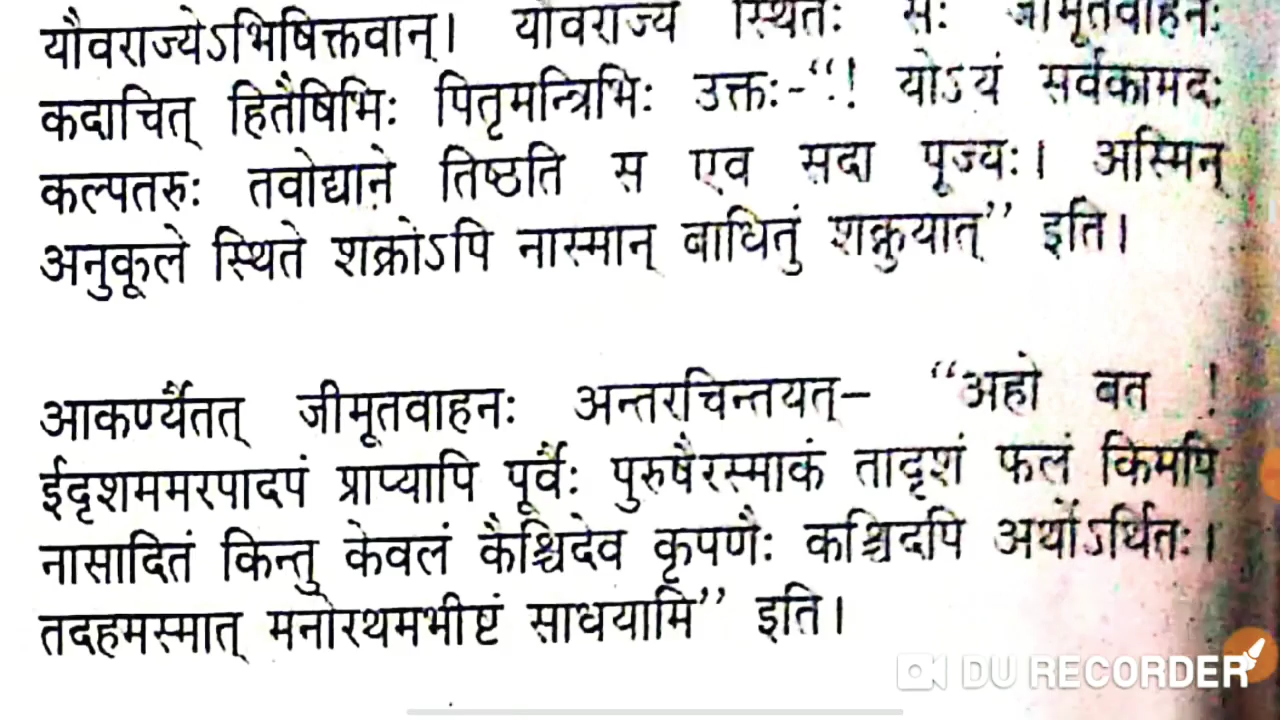 यौवराज्येऽभिषिक्तवान्। यौवराज्ये स्थितः सः जीमूतवाहनः
कदाचित् हितैषिभिः पितृमन्त्रिभिः उक्तः-“! योऽयं सर्वकामदः
कल्पतरुः तवोद्याने तिष्ठति स एव सदा पूज्यः। अस्मिन्
अनुकूले स्थिते शक्रोऽपि नास्मान् बाधितुं शक्नुयात्” इति।
आकर्ण्यैतत् जीमूतवाहनः अन्तरचिन्तयत्– “अहो बत !
ईदृशममरपादपं प्राप्यापि पूर्वैः पुरुषैरस्माकं तादृशं फलं किमपि
नासादितं किन्तु केवलं कैश्चिदेव कृपणैः कश्चिदपि अर्थोऽर्थितः।
तदहमस्मात् मनोरथमभीष्टं साधयामि” इति।
DU RECORDER